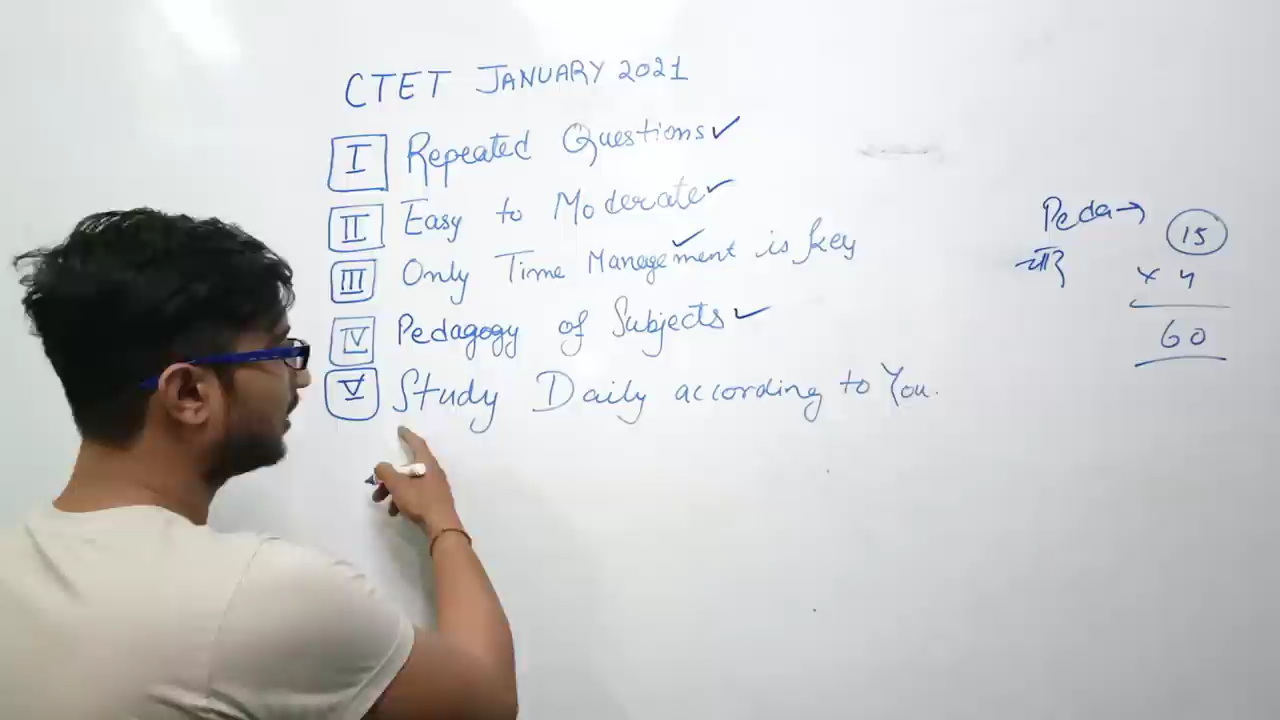 CTET JANUARY 2021
I Repeated Questions✓
II Easy to Moderate✓
III Only Time Management✓ is key
IV Pedagogy of Subjects✓
V Study Daily according to You.
Peda→ 15
× 4
60